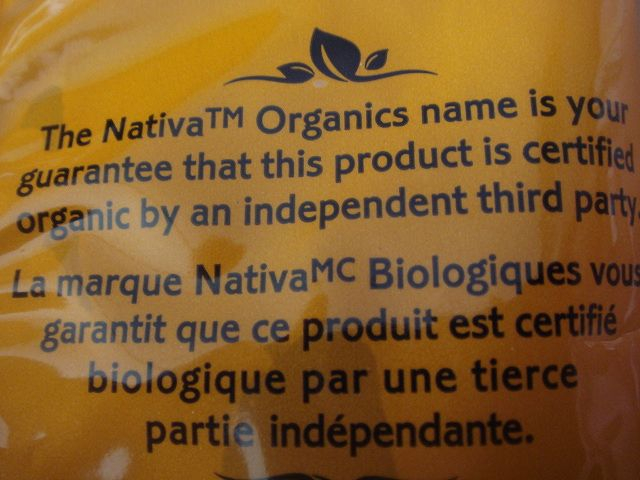 The Nativa™ Organics name is your
guarantee that this product is certified
organic by an independent third party.
La marque Nativaᴹᶜ Biologiques vous
garantit que ce produit est certifié
biologique par une tierce
partie indépendante.